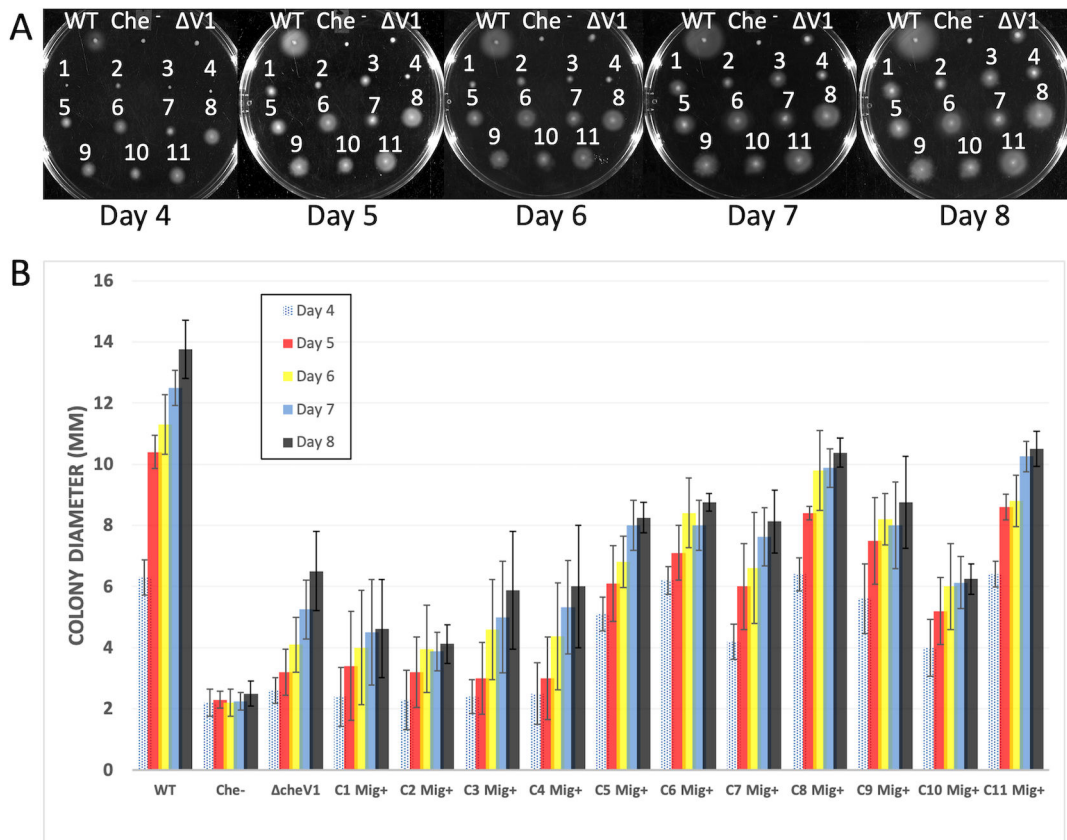 A
WT Che - ΔV1 WT Che - ΔV1 WT Che - ΔV1 WT Che - ΔV1 WT Che - ΔV1
1 2 3 4 1 2 3 4 1 2 3 4 1 2 3 4 1 2 3 4
5 6 7 8 5 6 7 8 5 6 7 8 5 6 7 8 5 6 7 8
9 10 11 9 10 11 9 10 11 9 10 11 9 10 11
Day 4 Day 5 Day 6 Day 7 Day 8
B
COLONY DIAMETER (MM)
16
14
12
10
8
6
4
2
0
Day 4
Day 5
Day 6
Day 7
Day 8
WT Che- ΔcheV1 C1 Mig+ C2 Mig+ C3 Mig+ C4 Mig+ C5 Mig+ C6 Mig+ C7 Mig+ C8 Mig+ C9 Mig+ C10 Mig+ C11 Mig+